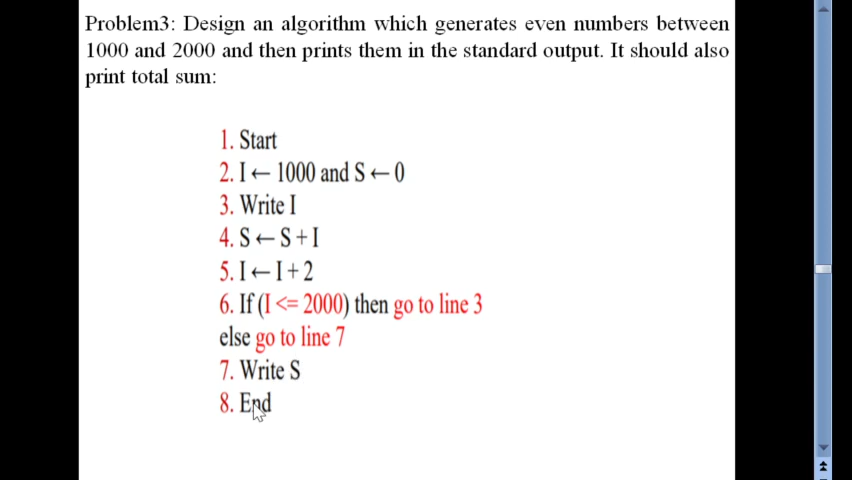 Problem3: Design an algorithm which generates even numbers between
1000 and 2000 and then prints them in the standard output. It should also
print total sum:
1. Start
2. I ← 1000 and S ← 0
3. Write I
4. S ← S + I
5. I ← I + 2
6. If (I <= 2000) then go to line 3
else go to line 7
7. Write S
8. End